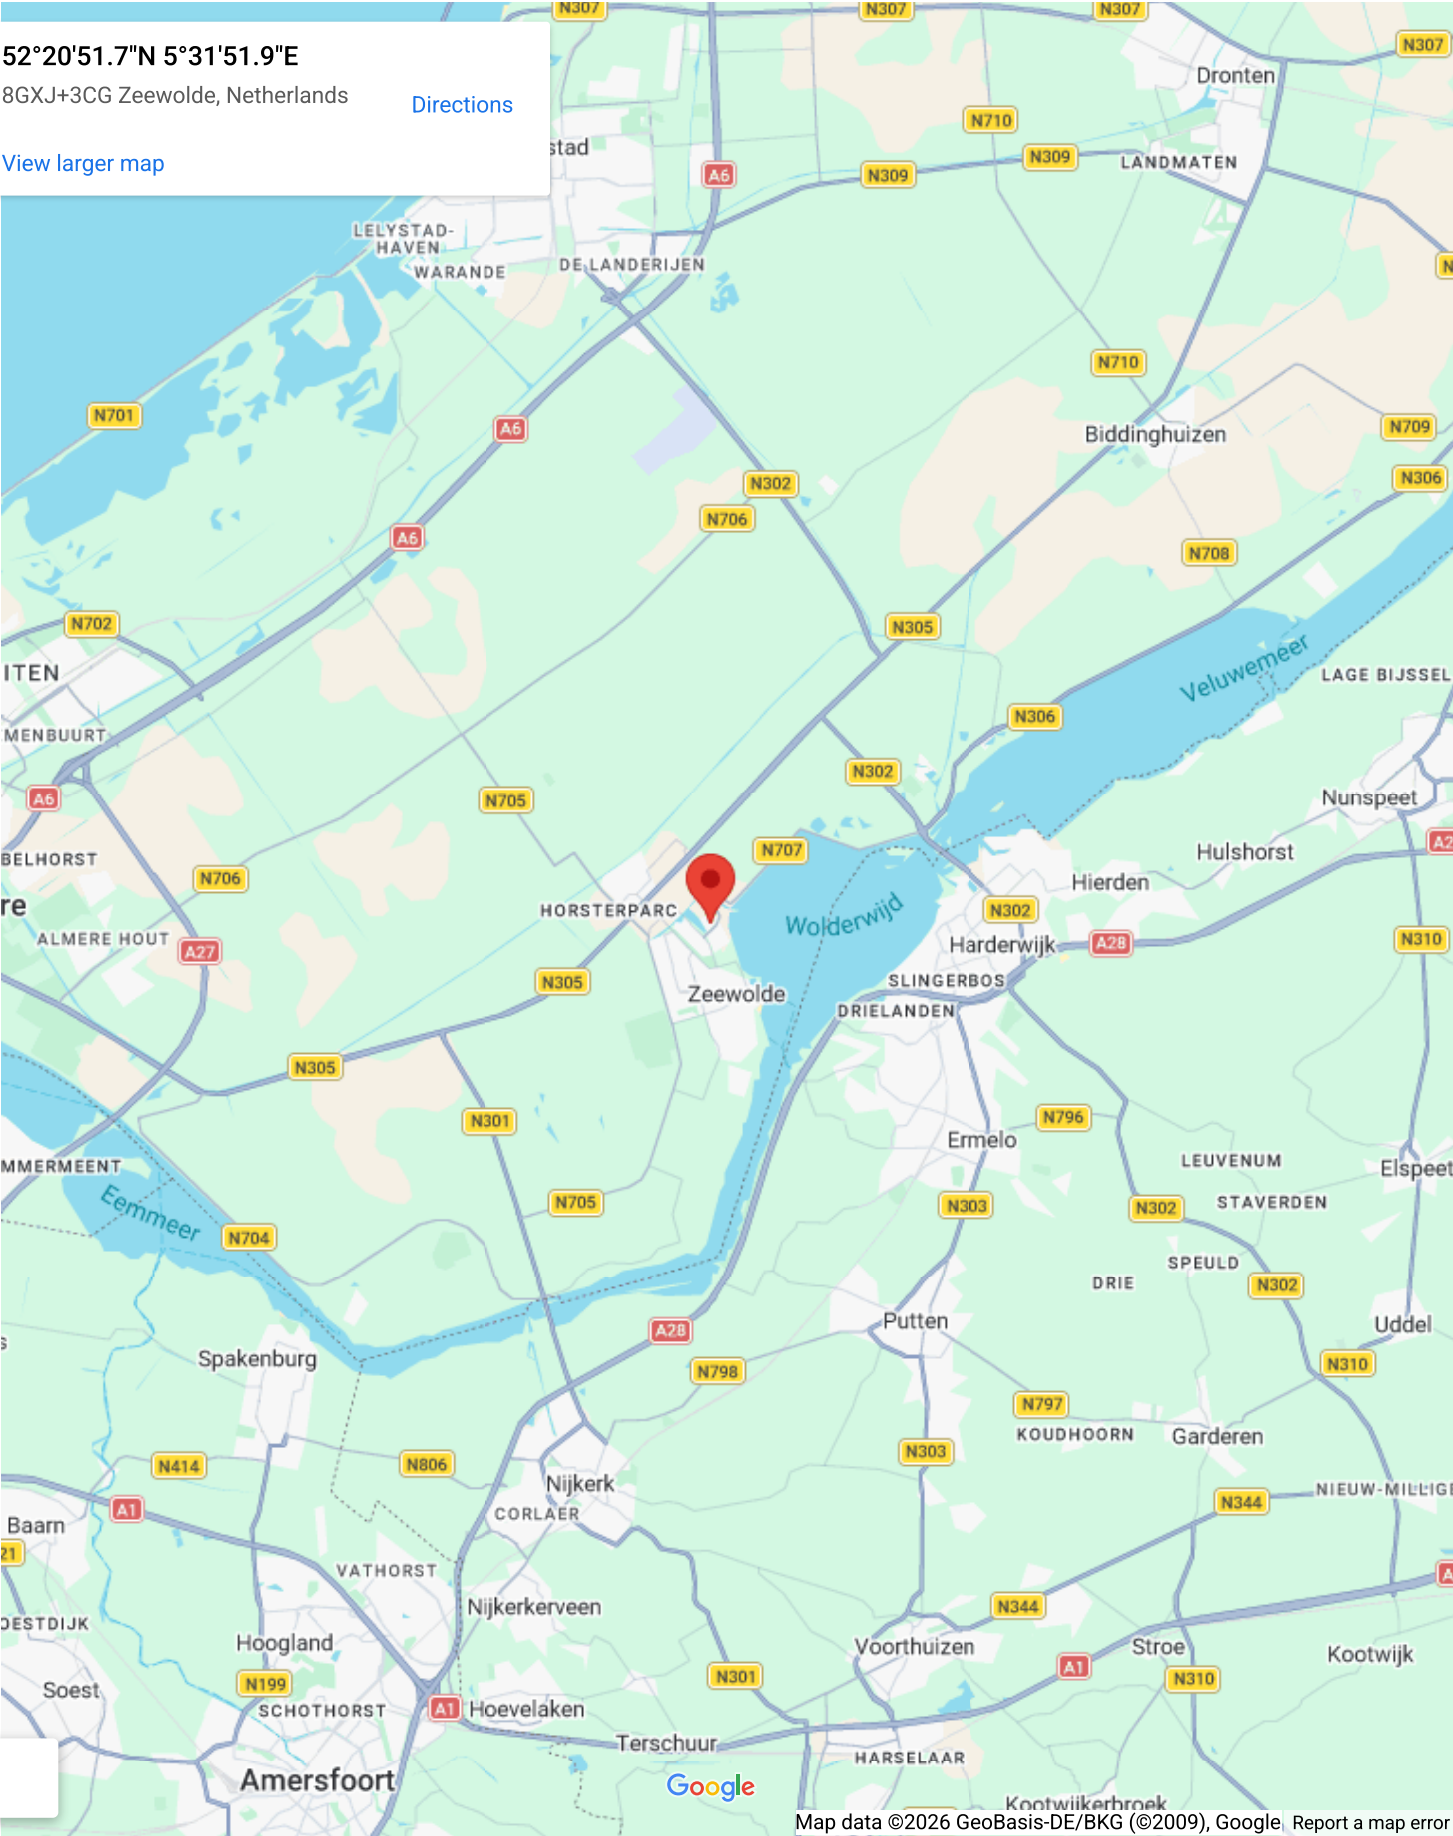 N307
N307
N307
N307
52°20'51.7"N 5°31'51.9"E
8GXJ+3CG Zeewolde, Netherlands
Directions
View larger map
Dronten
N710
stad
A6
N309
N309
LANDMATEN
LELYSTAD-
HAVEN
WARANDE
DE LANDERIJEN
N
N710
N701
A6
Biddinghuizen
N709
N306
N302
N706
A6
N708
N702
N305
ITEN
Veluwemeer
LAGE BIJSSEL
MENBUURT
N306
N302
A6
N705
Nunspeet
A2
BELHORST
N707
Hulshorst
N706
Hierden
re
HORSTERPARC
Wolderwijd
N302
ALMERE HOUT
A27
Harderwijk
A28
N310
N305
SLINGERBOS
Zeewolde
DRIELANDEN
N305
N301
N796
Ermelo
MMERMEENT
LEUVENUM
Elspeet
Eemmeer
N705
N303
N302
STAVERDEN
N704
SPEULD
DRIE
N302
Putten
Uddel
s
A28
Spakenburg
N798
N310
N797
KOUDHOORN
Garderen
N414
N806
N303
Nijkerk
NIEUW-MILLIGE
A1
CORLAER
N344
Baarn
21
VATHORST
A
Nijkerkerveen
N344
OESTDIJK
Hoogland
Voorthuizen
Stroe
Kootwijk
N199
N301
A1
N310
Soest
SCHOTHORST
A1
Hoevelaken
Terschuur
HARSELAAR
Amersfoort
Google
Kootwijkerbroek
Map data ©2026 GeoBasis-DE/BKG (©2009), Google
Report a map error